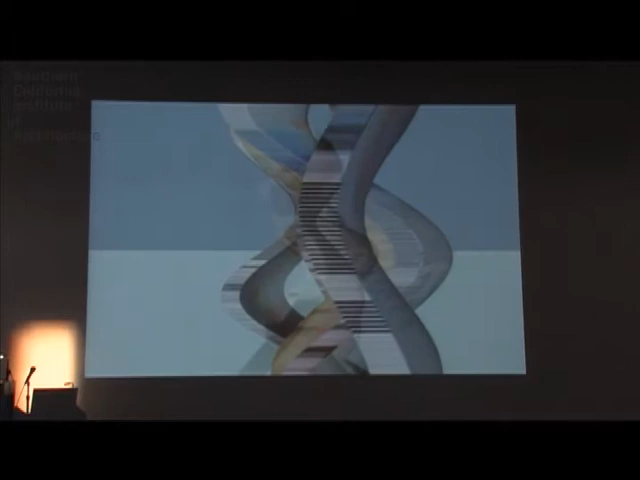 Southern
California
Institute
of
Architecture